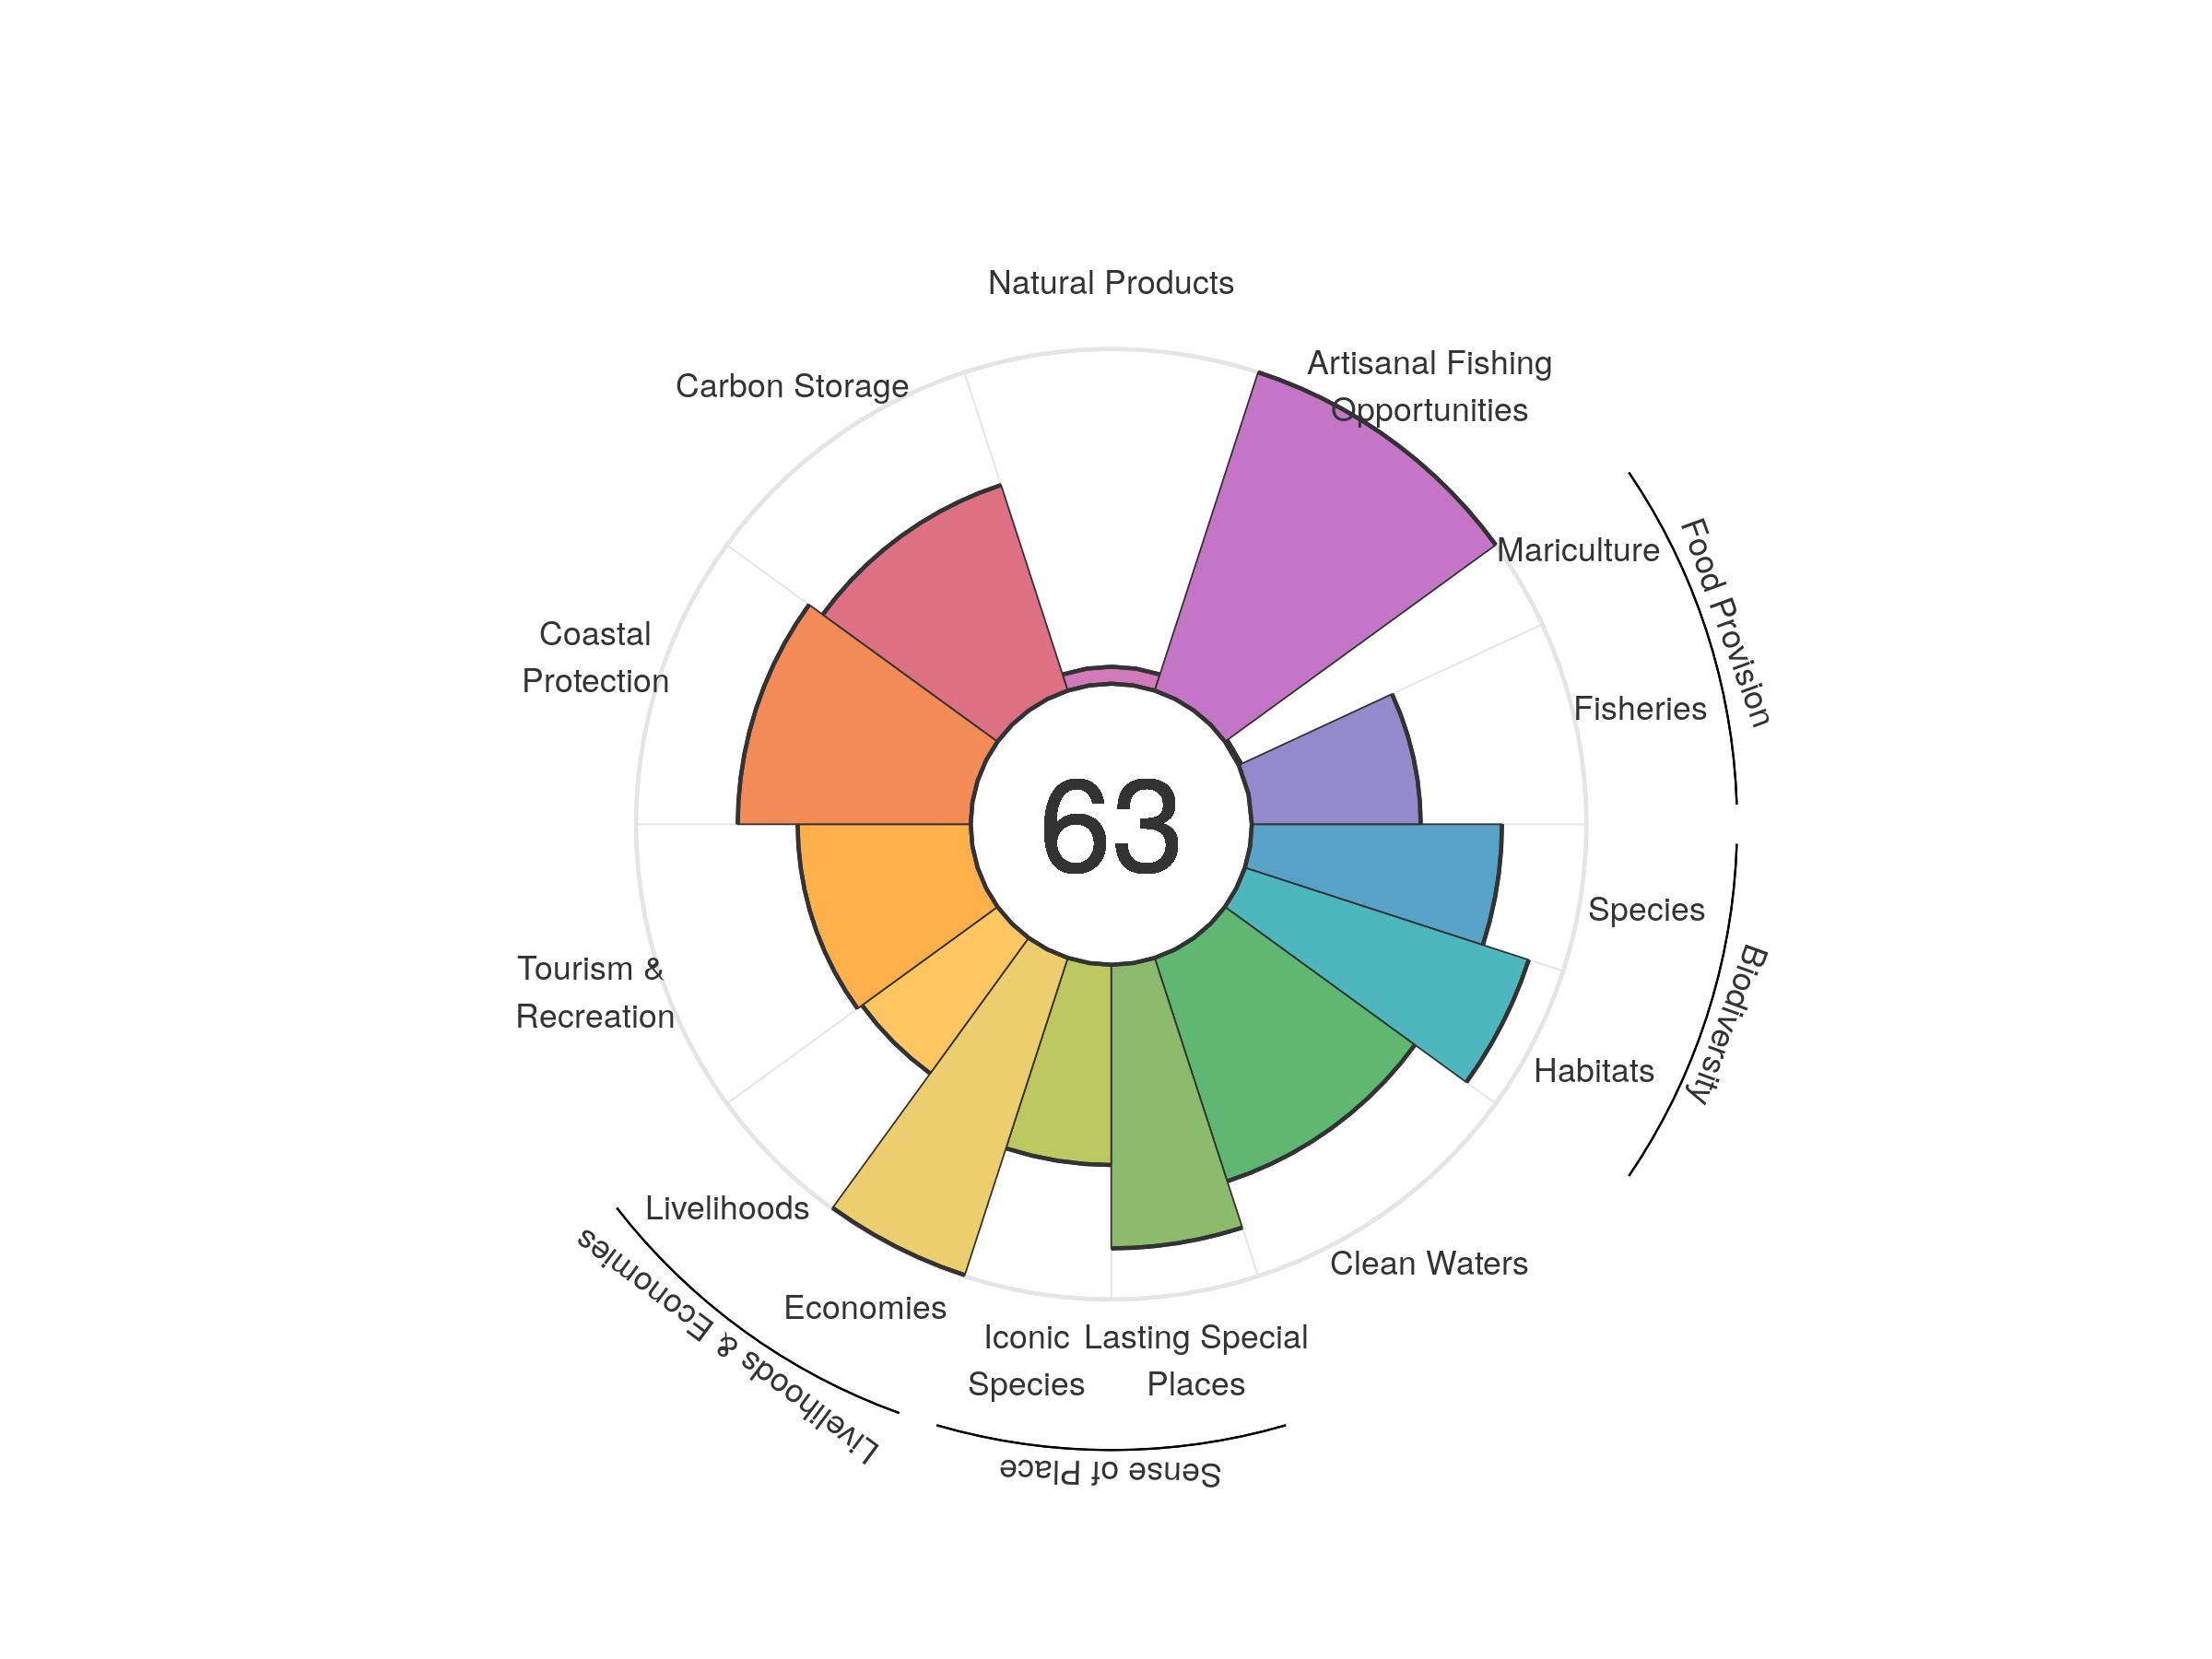 Natural Products
Artisanal Fishing
Opportunities
Carbon Storage
Mariculture
Food Provision
Coastal
Protection
Fisheries
63
Species
Biodiversity
Tourism &
Recreation
Habitats
Livelihoods
Livelihoods & Economies
Clean Waters
Economies
Iconic
Species
Lasting Special
Places
Sense of Place